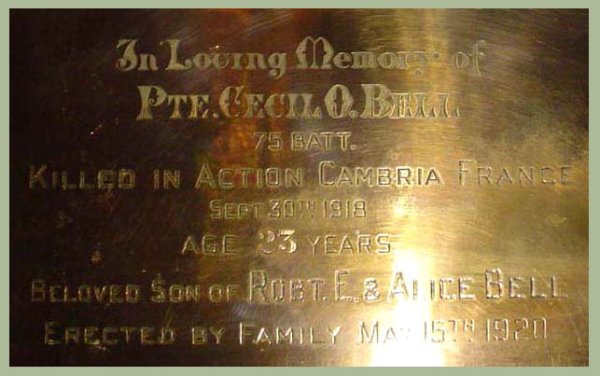 In Loving Memory of
PTE. CECIL O. BELL
75 BATT.
KILLED IN ACTION CAMBRIA FRANCE
SEPT. 30TH 1918
AGE 23 YEARS
BELOVED SON OF ROBT. E. & ALICE BELL
ERECTED BY FAMILY MAY 15TH 1920